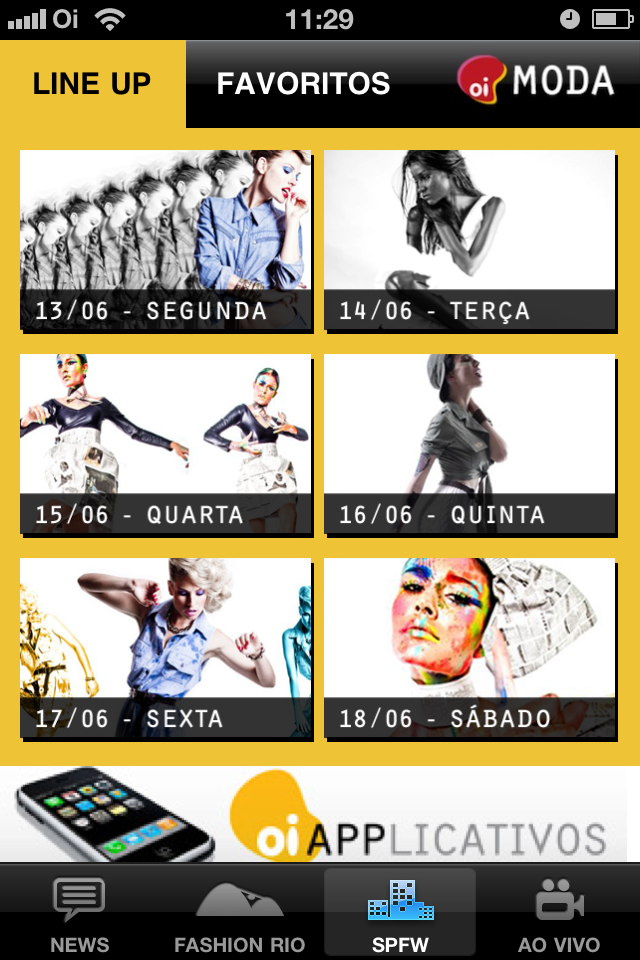 Oi 11:29
LINE UP FAVORITOS oi MODA
13/06 - SEGUNDA
14/06 - TERÇA
15/06 - QUARTA
16/06 - QUINTA
17/06 - SEXTA
18/06 - SÁBADO
oi APPLICATIVOS
NEWS FASHION RIO SPFW AO VIVO